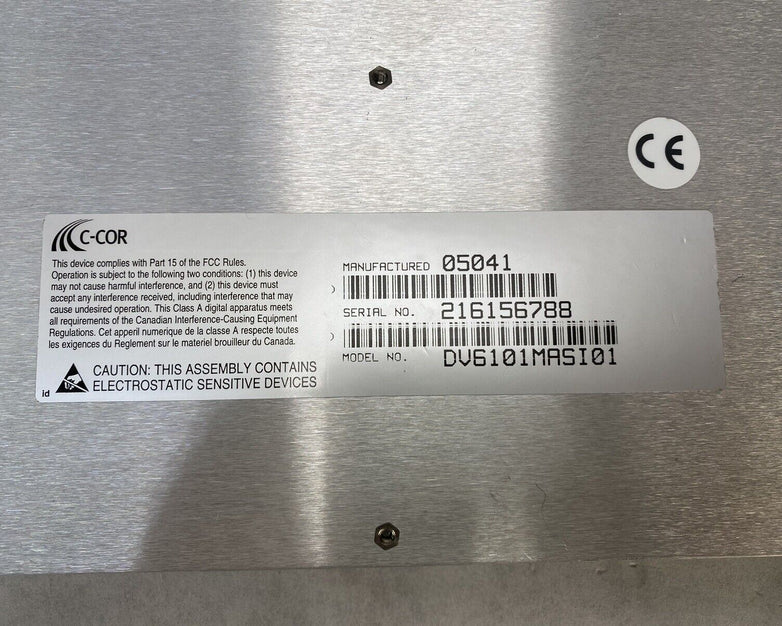 CE
C-COR
This device complies with Part 15 of the FCC Rules.
Operation is subject to the following two conditions: (1) this device
may not cause harmful interference, and (2) this device must
accept any interference received, including interference that may
cause undesired operation. This Class A digital apparatus meets
all requirements of the Canadian Interference-Causing Equipment
Regulations. Cet apperil numerique de la classe A respecte toutes
les exigences du Reglement sur le materiel brouilleur du Canada.
CAUTION: THIS ASSEMBLY CONTAINS
ELECTROSTATIC SENSITIVE DEVICES
id
MANUFACTURED 05041
SERIAL NO. 216156788
MODEL NO. DV6101MASI01